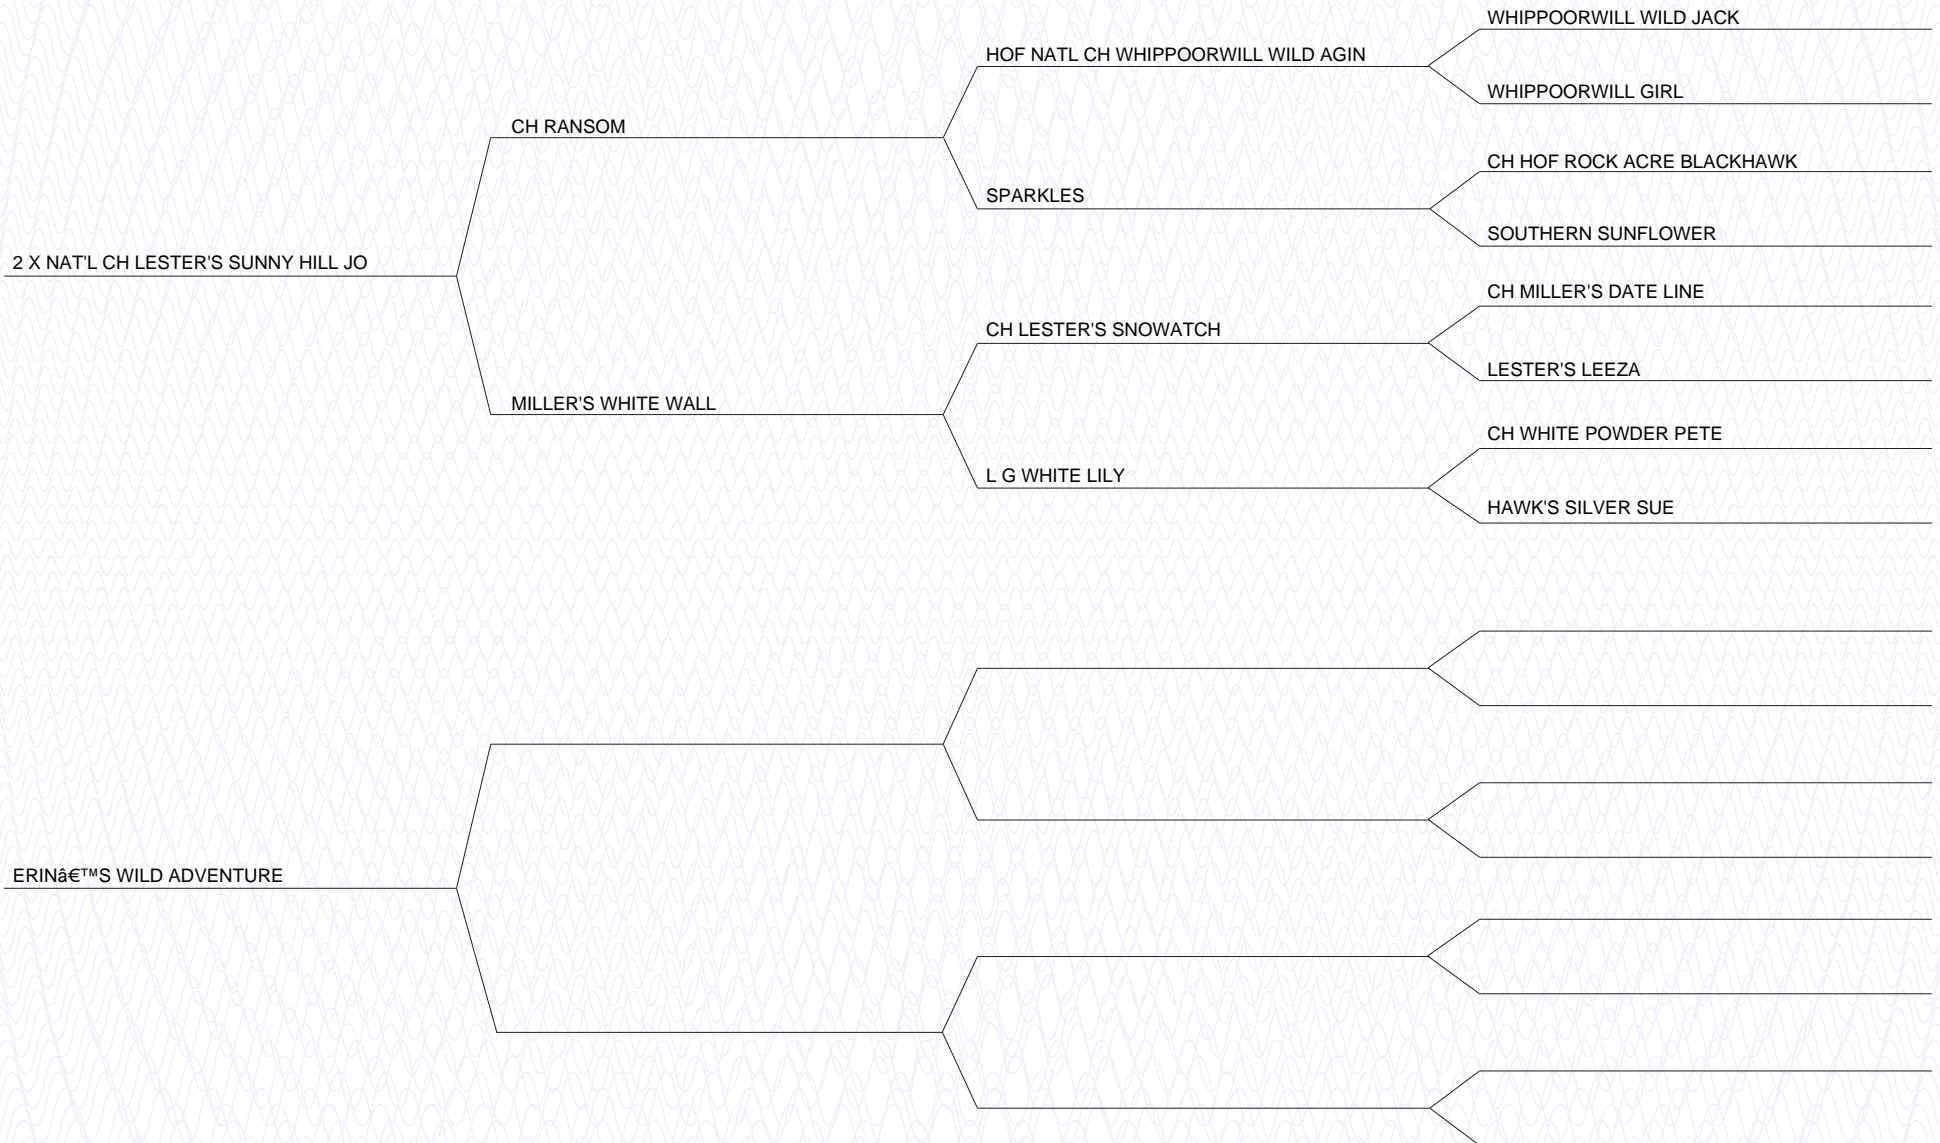 WHIPPOORWILL WILD JACK
HOF NATL CH WHIPPOORWILL WILD AGIN
WHIPPOORWILL GIRL
CH RANSOM
CH HOF ROCK ACRE BLACKHAWK
SPARKLES
SOUTHERN SUNFLOWER
2 X NAT'L CH LESTER'S SUNNY HILL JO
CH MILLER'S DATE LINE
CH LESTER'S SNOWATCH
LESTER'S LEEZA
MILLER'S WHITE WALL
CH WHITE POWDER PETE
L G WHITE LILY
HAWK'S SILVER SUE
ERINâ€™S WILD ADVENTURE